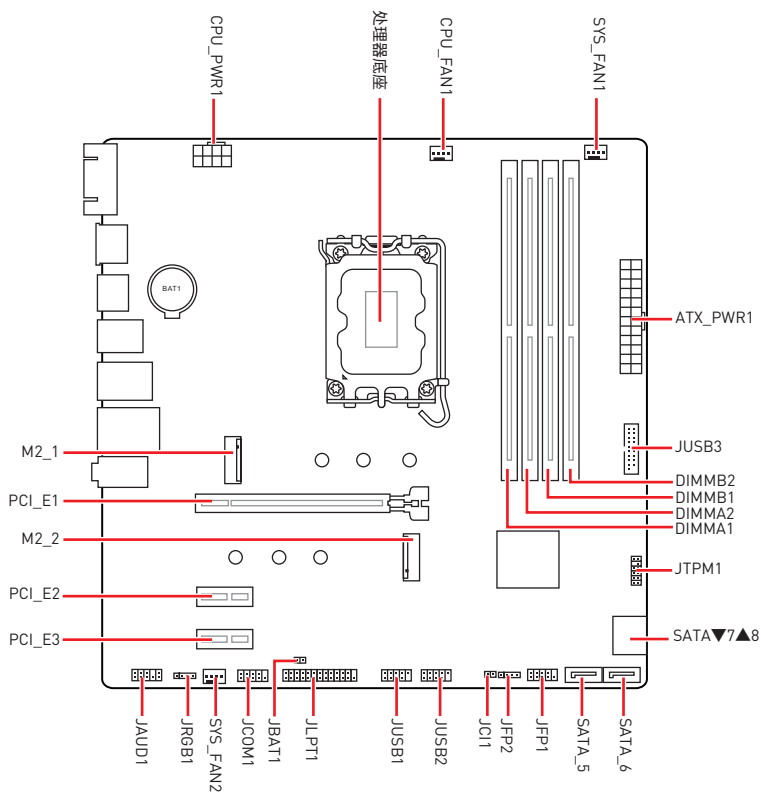 CPU_PWR1
处理器底座
CPU_FAN1
SYS_FAN1
BAT1
ATX_PWR1
M2_1
JUSB3
PCI_E1
DIMMB2
DIMMB1
DIMMA2
DIMMA1
M2_2
JTPM1
PCI_E2
PCI_E3
SATA▼7▲8
JAUD1
JRGB1
SYS_FAN2
JCOM1
JBAT1
JLPT1
JUSB1
JUSB2
JCI1
JFP2
JFP1
SATA_5
SATA_6